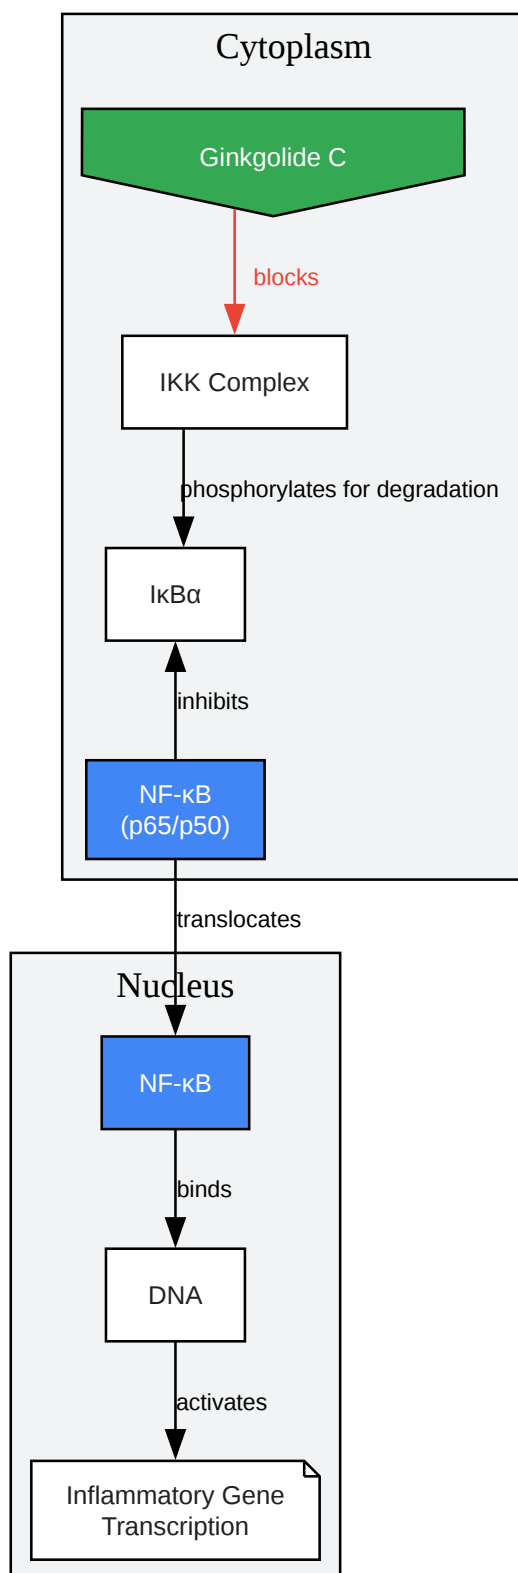 Cytoplasm
Ginkgolide C
blocks
IKK Complex
phosphorylates for degradation
IκBα
inhibits
NF-κB
(p65/p50)
translocates
Nucleus
NF-κB
binds
DNA
activates
Inflammatory Gene
Transcription